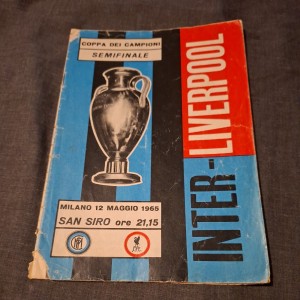 COPPA DEI CAMPIONI
SEMIFINALE
MILANO 12 MAGGIO 1965
SAN SIRO ore 21,15
INTER-LIVERPOOL